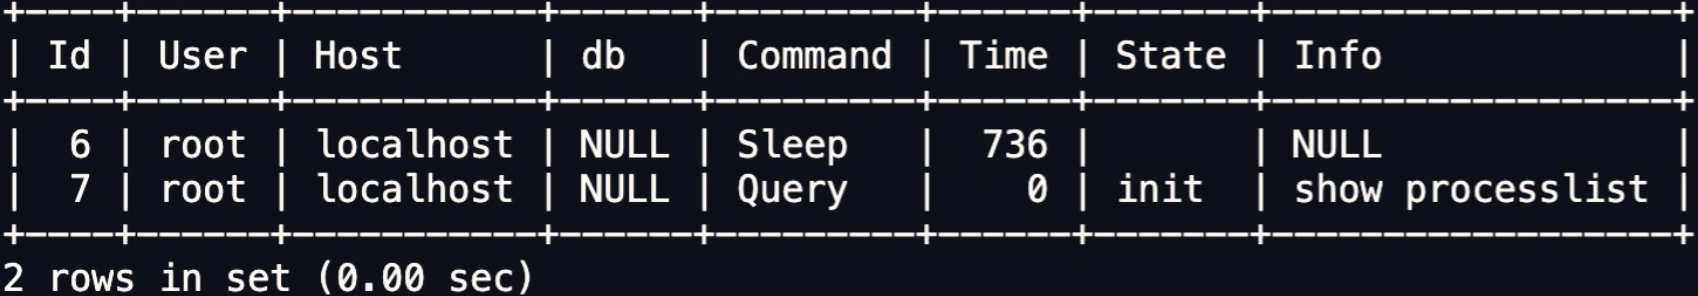 +----+------+-----------+------+---------+------+-------+------------------+
| Id | User | Host      | db   | Command | Time | State | Info             |
+----+------+-----------+------+---------+------+-------+------------------+
|  6 | root | localhost | NULL | Sleep   |  736 |       | NULL             |
|  7 | root | localhost | NULL | Query   |    0 | init  | show processlist |
+----+------+-----------+------+---------+------+-------+------------------+
2 rows in set (0.00 sec)